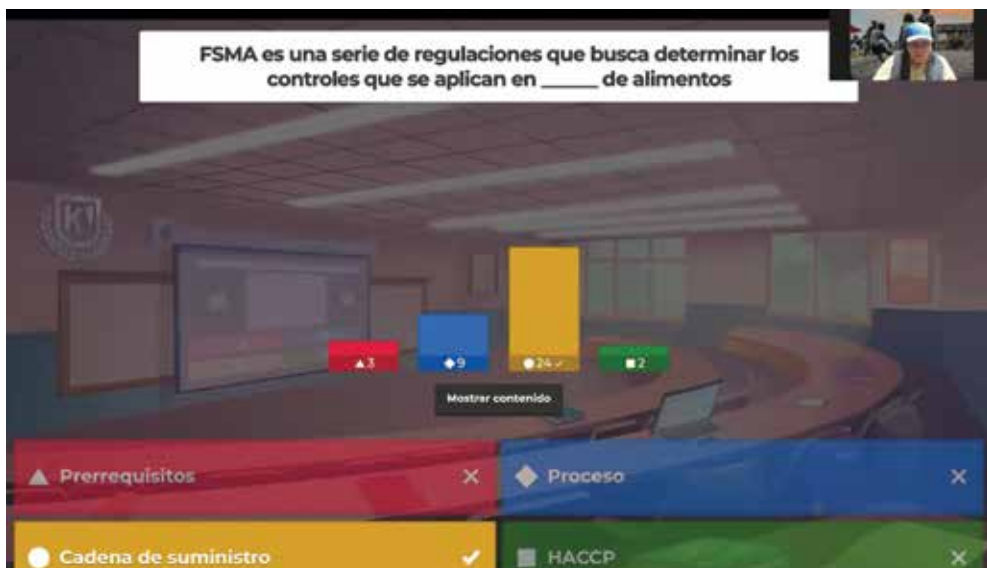 FSMA es una serie de regulaciones que busca determinar los
controles que se aplican en _____ de alimentos
K!
3
9
24
2
Mostrar contenido
Prerrequisitos
Proceso
Cadena de suministro
HACCP